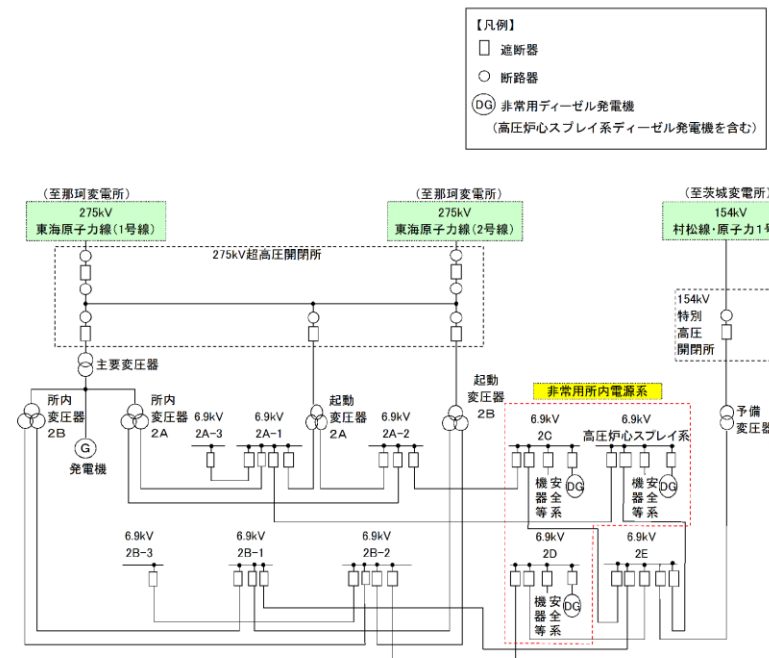 【凡例】
遮断器
断路器
DG 非常用ディーゼル発電機
(高圧炉心スプレイ系ディーゼル発電機を含む)
(至那珂変電所)
(至那珂変電所)
(至茨城変電所)
275kV
東海原子力線(1号線)
275kV
東海原子力線(2号線)
154kV
村松線・原子力1号
275kV超高圧開閉所
154kV
特別
高圧
開閉所
主要変圧器
所内
変圧器
2B
所内
変圧器
2A
起動
変圧器
2A
起動
変圧器
2B
予備
変圧器
G
発電機
非常用所内電源系
6.9kV
2A-3
6.9kV
2A-1
6.9kV
2A-2
6.9kV
2C
6.9kV
高圧炉心スプレイ系
安全系
機器等
DG
安全系
機器等
DG
6.9kV
2B-3
6.9kV
2B-1
6.9kV
2B-2
6.9kV
2D
6.9kV
2E
安全系
機器等
DG